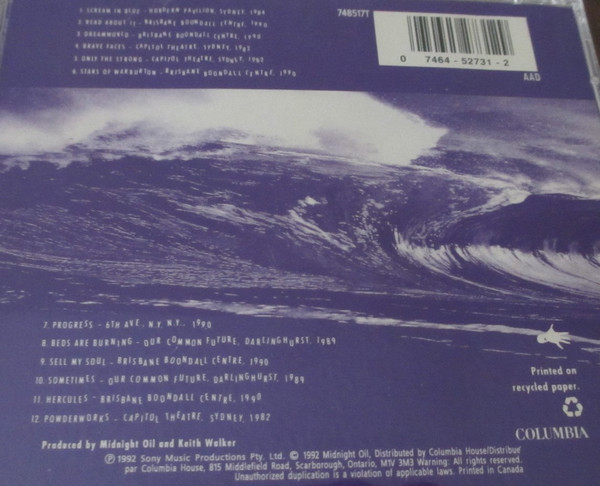 1. SCREAM IN BLUE - HORDERN PAVILION, SYDNEY, 1984
2. READ ABOUT IT - BRISBANE BOONDALL CENTRE, 1990
3. DREAMWORLD - BRISBANE BOONDALL CENTRE, 1990
4. BRAVE FACES - CAPITOL THEATRE, SYDNEY, 1982
5. ONLY THE STRONG - CAPITOL THEATRE, SYDNEY, 1982
6. STARS OF WARBURTON - BRISBANE BOONDALL CENTRE, 1990
748517T
0 7464 - 52731 - 2
AAD
7. PROGRESS - 6TH AVE., N.Y. N.Y., 1990
8. BEDS ARE BURNING - OUR COMMON FUTURE, DARLINGHURST, 1989
9. SELL MY SOUL - BRISBANE BOONDALL CENTRE, 1990
10. SOMETIMES - OUR COMMON FUTURE, DARLINGHURST, 1989
11. HERCULES - BRISBANE BOONDALL CENTRE, 1990
12. POWDERWORKS - CAPITOL THEATRE, SYDNEY, 1982
Printed on
recycled paper.
COLUMBIA
Produced by Midnight Oil and Keith Walker
℗ 1992 Sony Music Productions Pty. Ltd. © 1992 Midnight Oil, Distributed by Columbia House/Distribué
par Columbia House, 815 Middlefield Road, Scarborough, Ontario, M1V 3M3 Warning: All rights reserved.
Unauthorized duplication is a violation of applicable laws. Printed in Canada